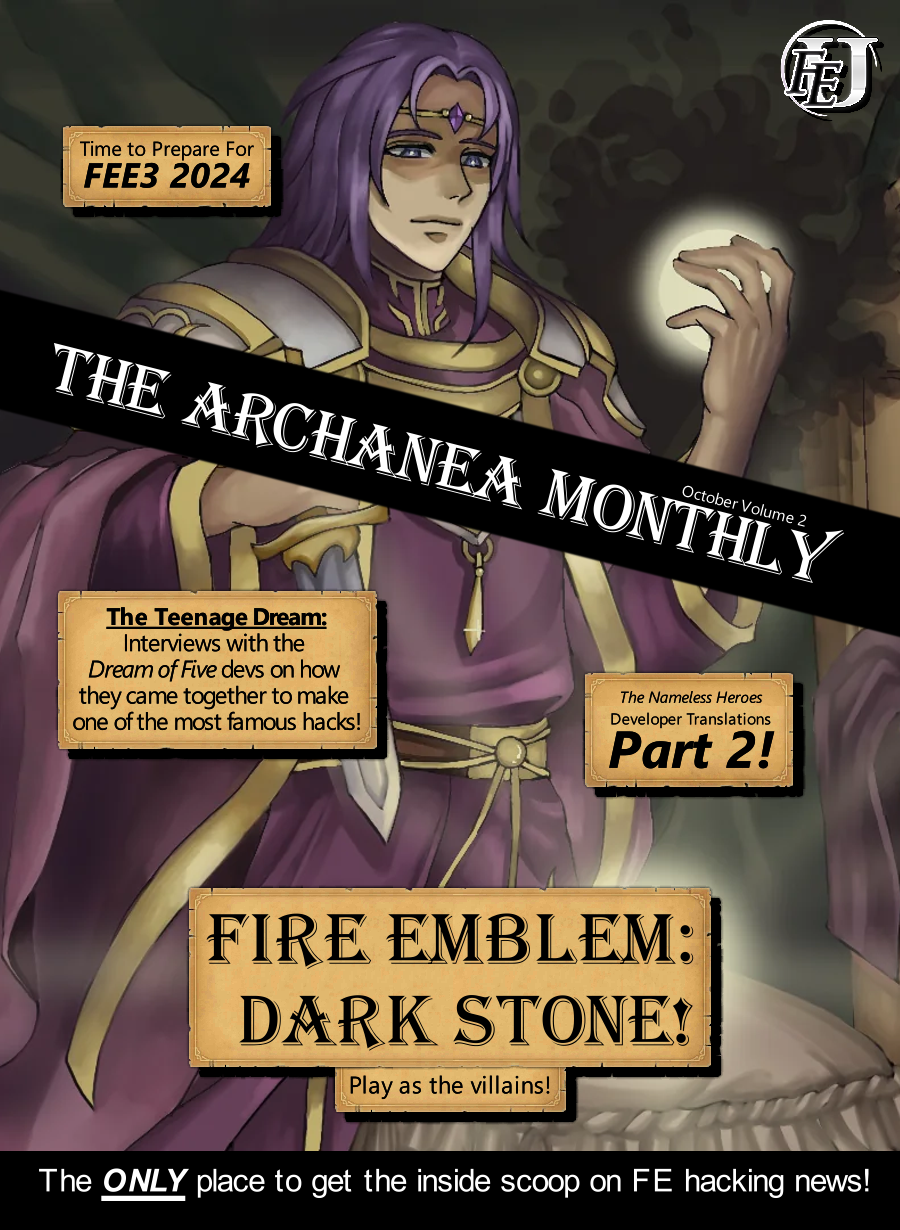 FEU
Time to Prepare For
FEE3 2024
THE ARCHANEA MONTHLY
October Volume 2
The Teenage Dream:
Interviews with the
Dream of Five devs on how
they came together to make
one of the most famous hacks!
The Nameless Heroes
Developer Translations
Part 2!
FIRE EMBLEM:
DARK STONE!
Play as the villains!
The ONLY place to get the inside scoop on FE hacking news!